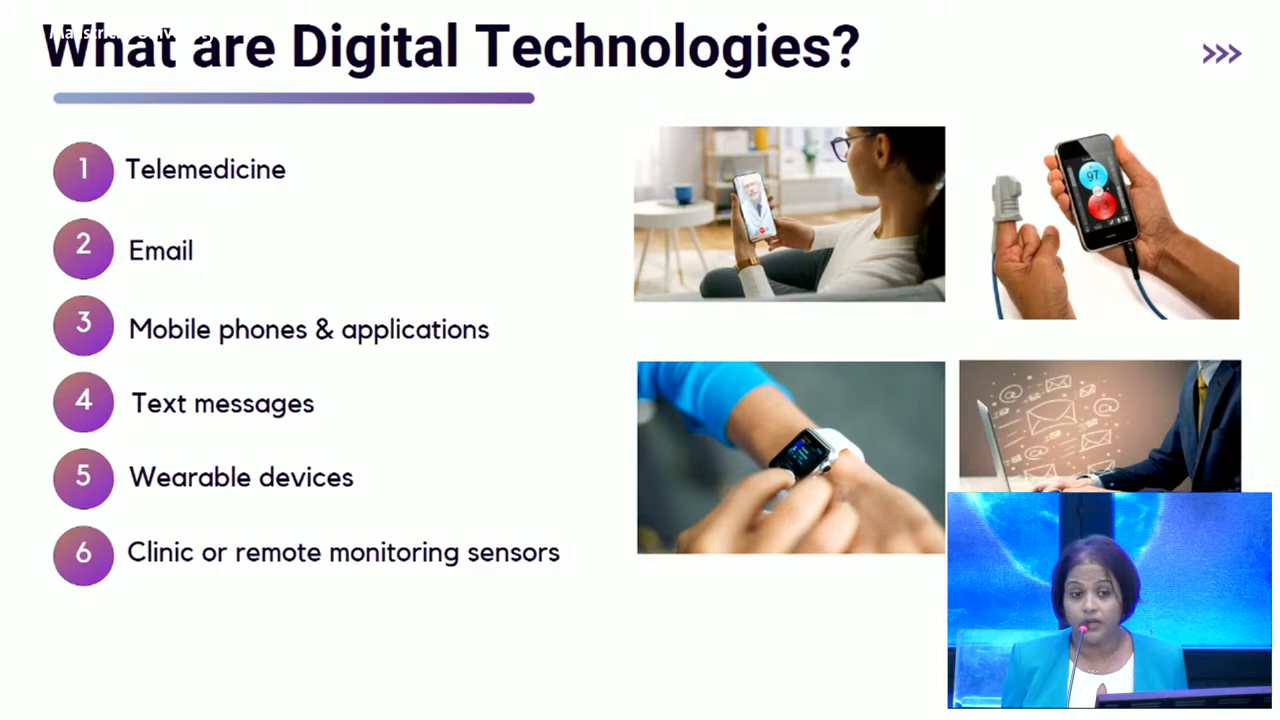 What are Digital Technologies?
1 Telemedicine
2 Email
3 Mobile phones & applications
4 Text messages
5 Wearable devices
6 Clinic or remote monitoring sensors
97